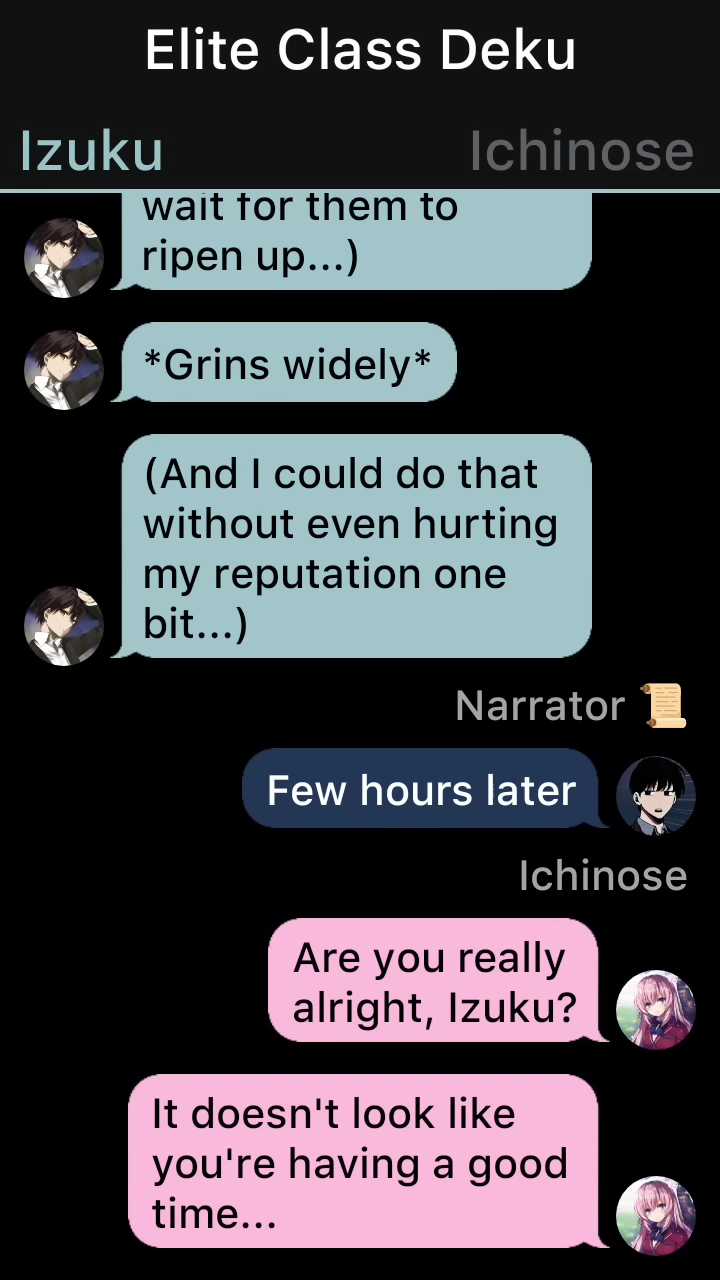 Elite Class Deku
Izuku
Ichinose
wait for them to
ripen up...)
*Grins widely*
(And I could do that
without even hurting
my reputation one
bit...)
Narrator 📜
Few hours later
Ichinose
Are you really
alright, Izuku?
It doesn't look like
you're having a good
time...